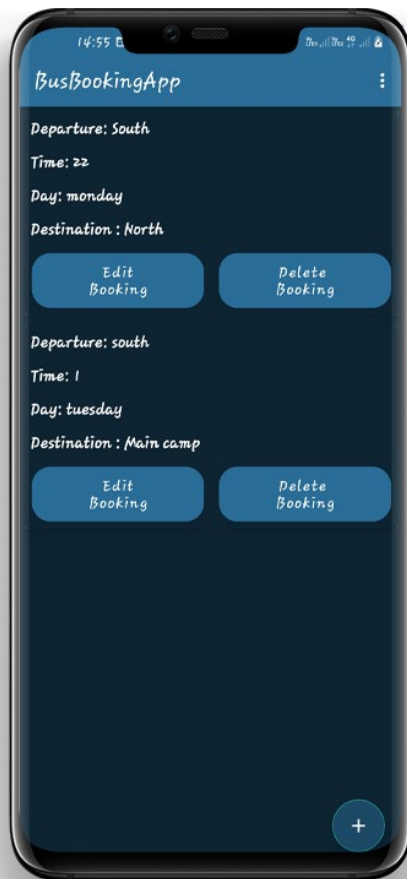 14:55
BusBookingApp
Departure: South
Time: 22
Day: monday
Destination : North
Edit Booking
Delete Booking
Departure: south
Time: 1
Day: tuesday
Destination : Main camp
Edit Booking
Delete Booking
+